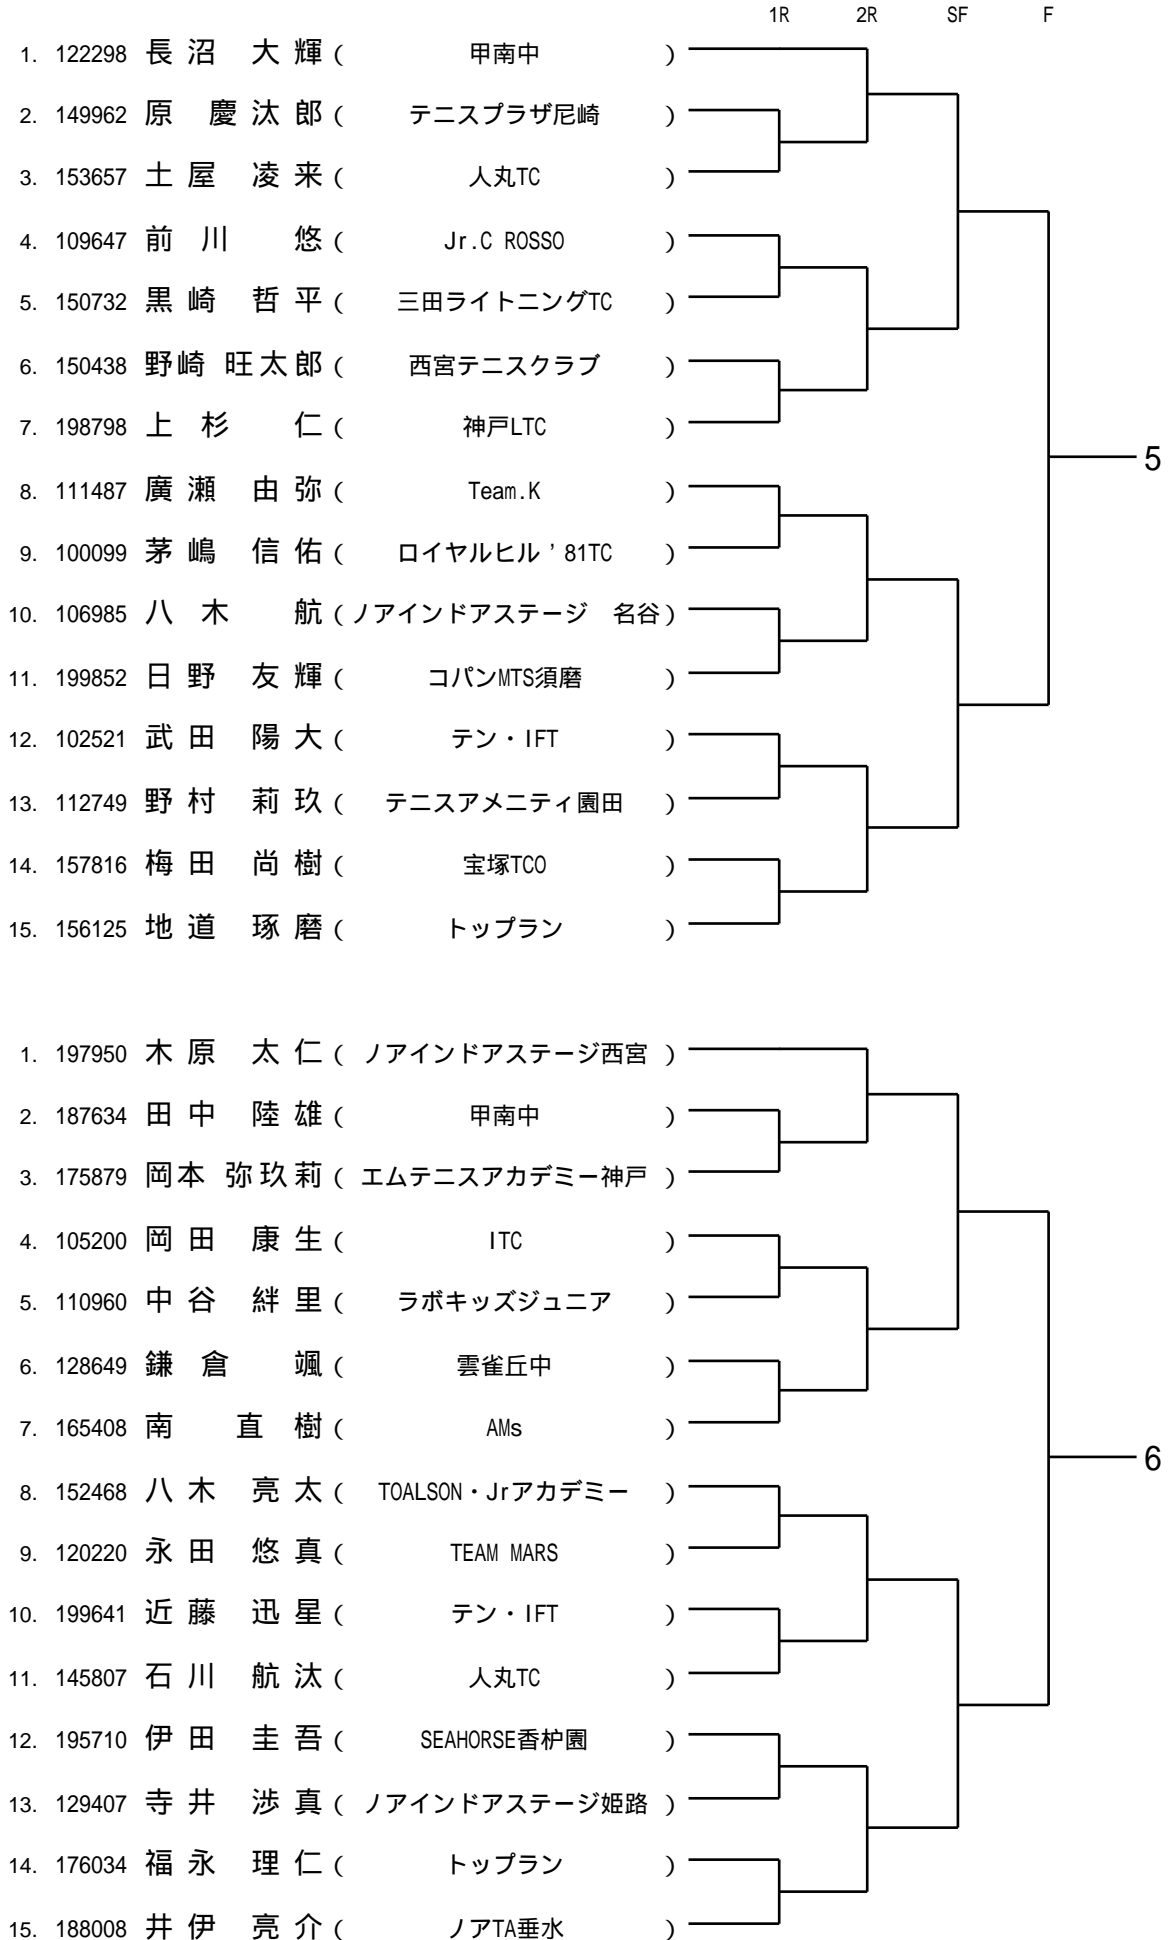 1R 2R SF F
1. 122298 長沼 大輝 ( 甲南中 )
2. 149962 原 慶汰郎 ( テニスプラザ尼崎 )
3. 153657 土屋 凌来 ( 人丸TC )
4. 109647 前川 悠 ( Jr.C ROSSO )
5. 150732 黒崎 哲平 ( 三田ライトニングTC )
6. 150438 野崎 旺太郎 ( 西宮テニスクラブ )
7. 198798 上杉 仁 ( 神戸LTC )
5
8. 111487 廣瀬 由弥 ( Team.K )
9. 100099 茅嶋 信佑 ( ロイヤルヒル'81TC )
10. 106985 八木 航 ( ノアインドアステージ 名谷 )
11. 199852 日野 友輝 ( コパンMTS須磨 )
12. 102521 武田 陽大 ( テン・IFT )
13. 112749 野村 莉玖 ( テニスアメニティ園田 )
14. 157816 梅田 尚樹 ( 宝塚TCO )
15. 156125 地道 琢磨 ( トップラン )
1. 197950 木原 太仁 ( ノアインドアステージ西宮 )
2. 187634 田中 陸雄 ( 甲南中 )
3. 175879 岡本 弥玖莉 ( エムテニスアカデミー神戸 )
4. 105200 岡田 康生 ( ITC )
5. 110960 中谷 絆里 ( ラボキッズジュニア )
6. 128649 鎌倉 颯 ( 雲雀丘中 )
7. 165408 南 直樹 ( AMs )
6
8. 152468 八木 亮太 ( TOALSON・Jrアカデミー )
9. 120220 永田 悠真 ( TEAM MARS )
10. 199641 近藤 迅星 ( テン・IFT )
11. 145807 石川 航汰 ( 人丸TC )
12. 195710 伊田 圭吾 ( SEAHORSE香枦園 )
13. 129407 寺井 渉真 ( ノアインドアステージ姫路 )
14. 176034 福永 理仁 ( トップラン )
15. 188008 井伊 亮介 ( ノアTA垂水 )